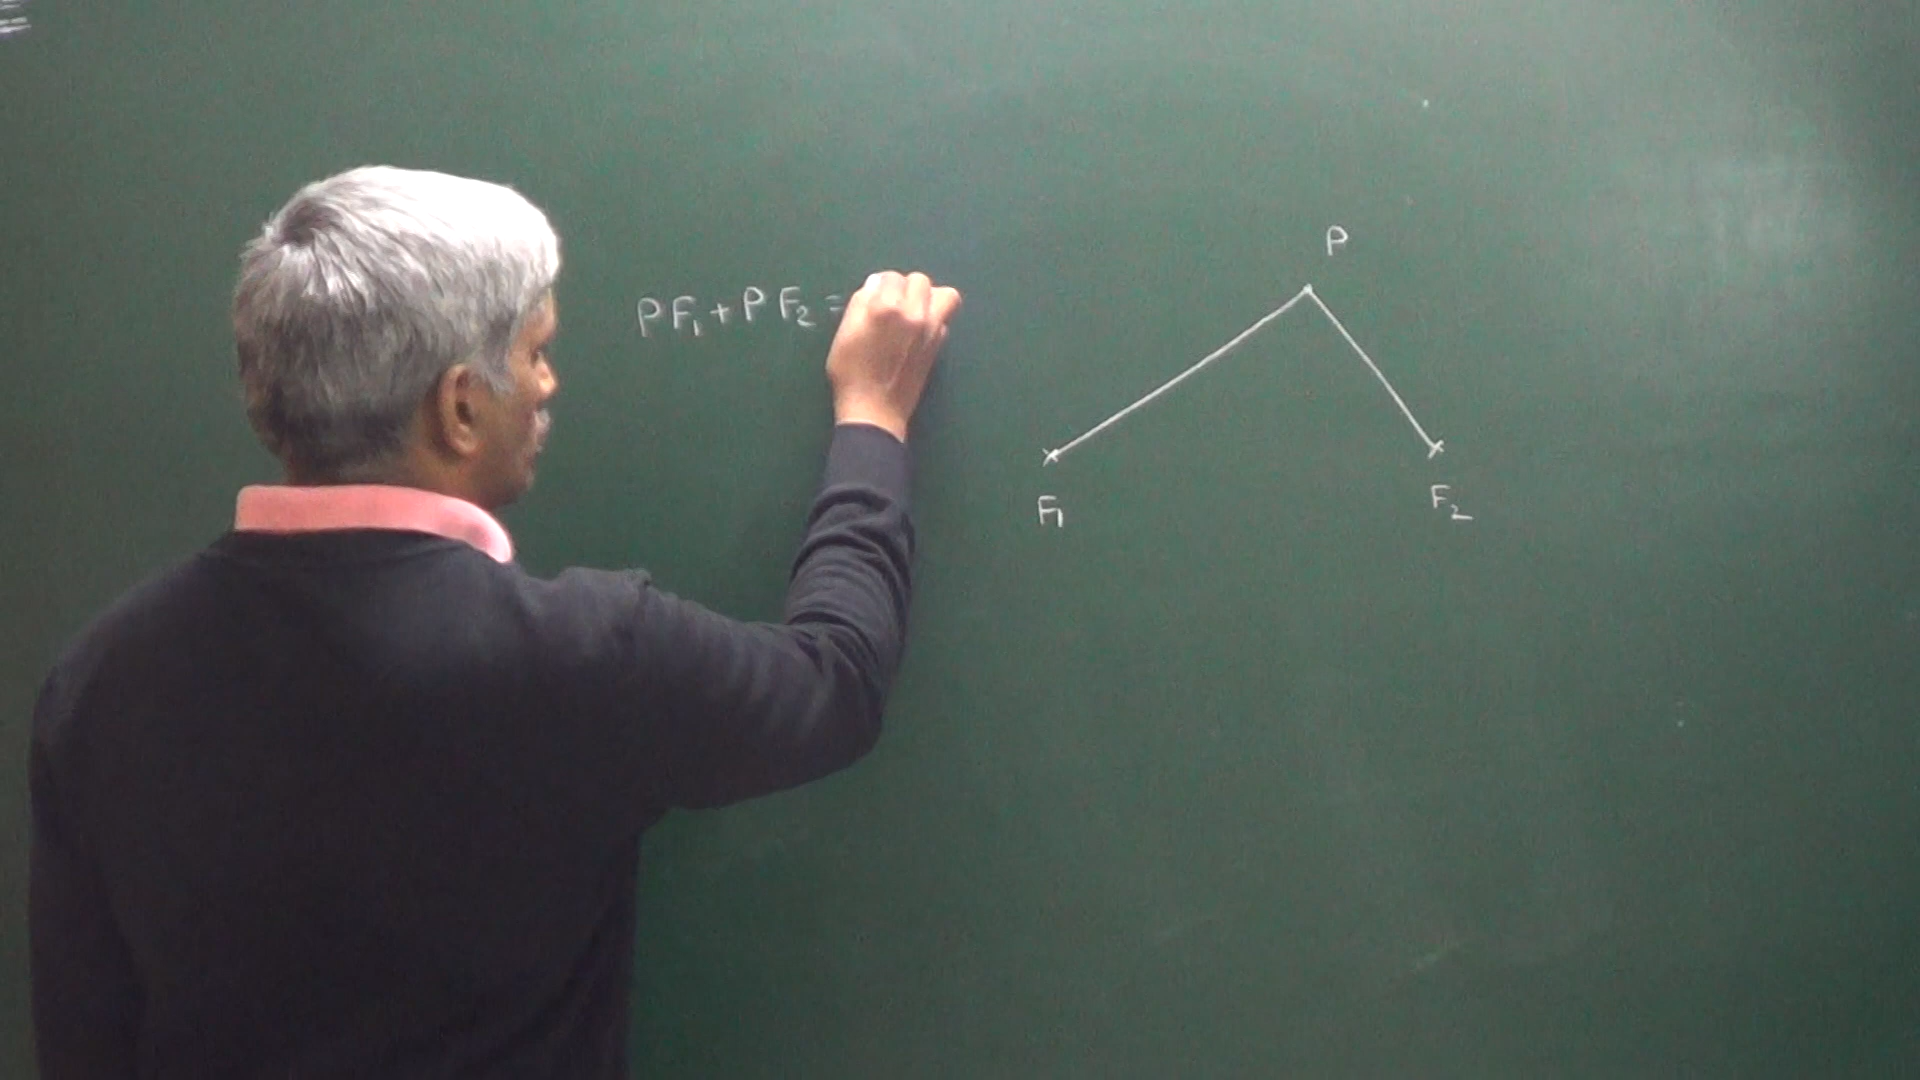 PF₁ + PF₂ =
P
F₁
F₂